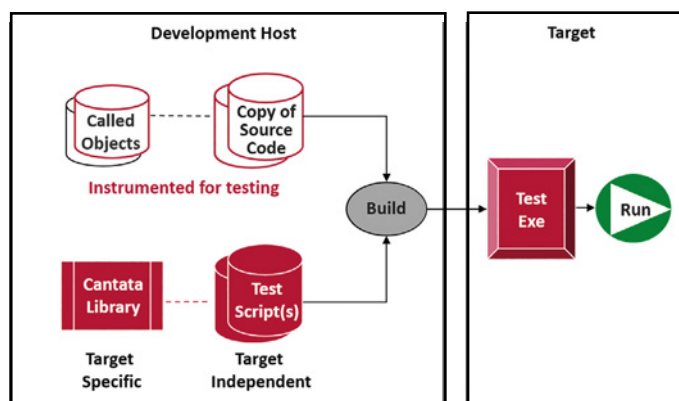 Development Host
Target
Called
Objects
Copy of
Source
Code
Instrumented for testing
Build
Test
Exe
Run
Cantata
Library
Test
Script(s)
Target
Specific
Target
Independent